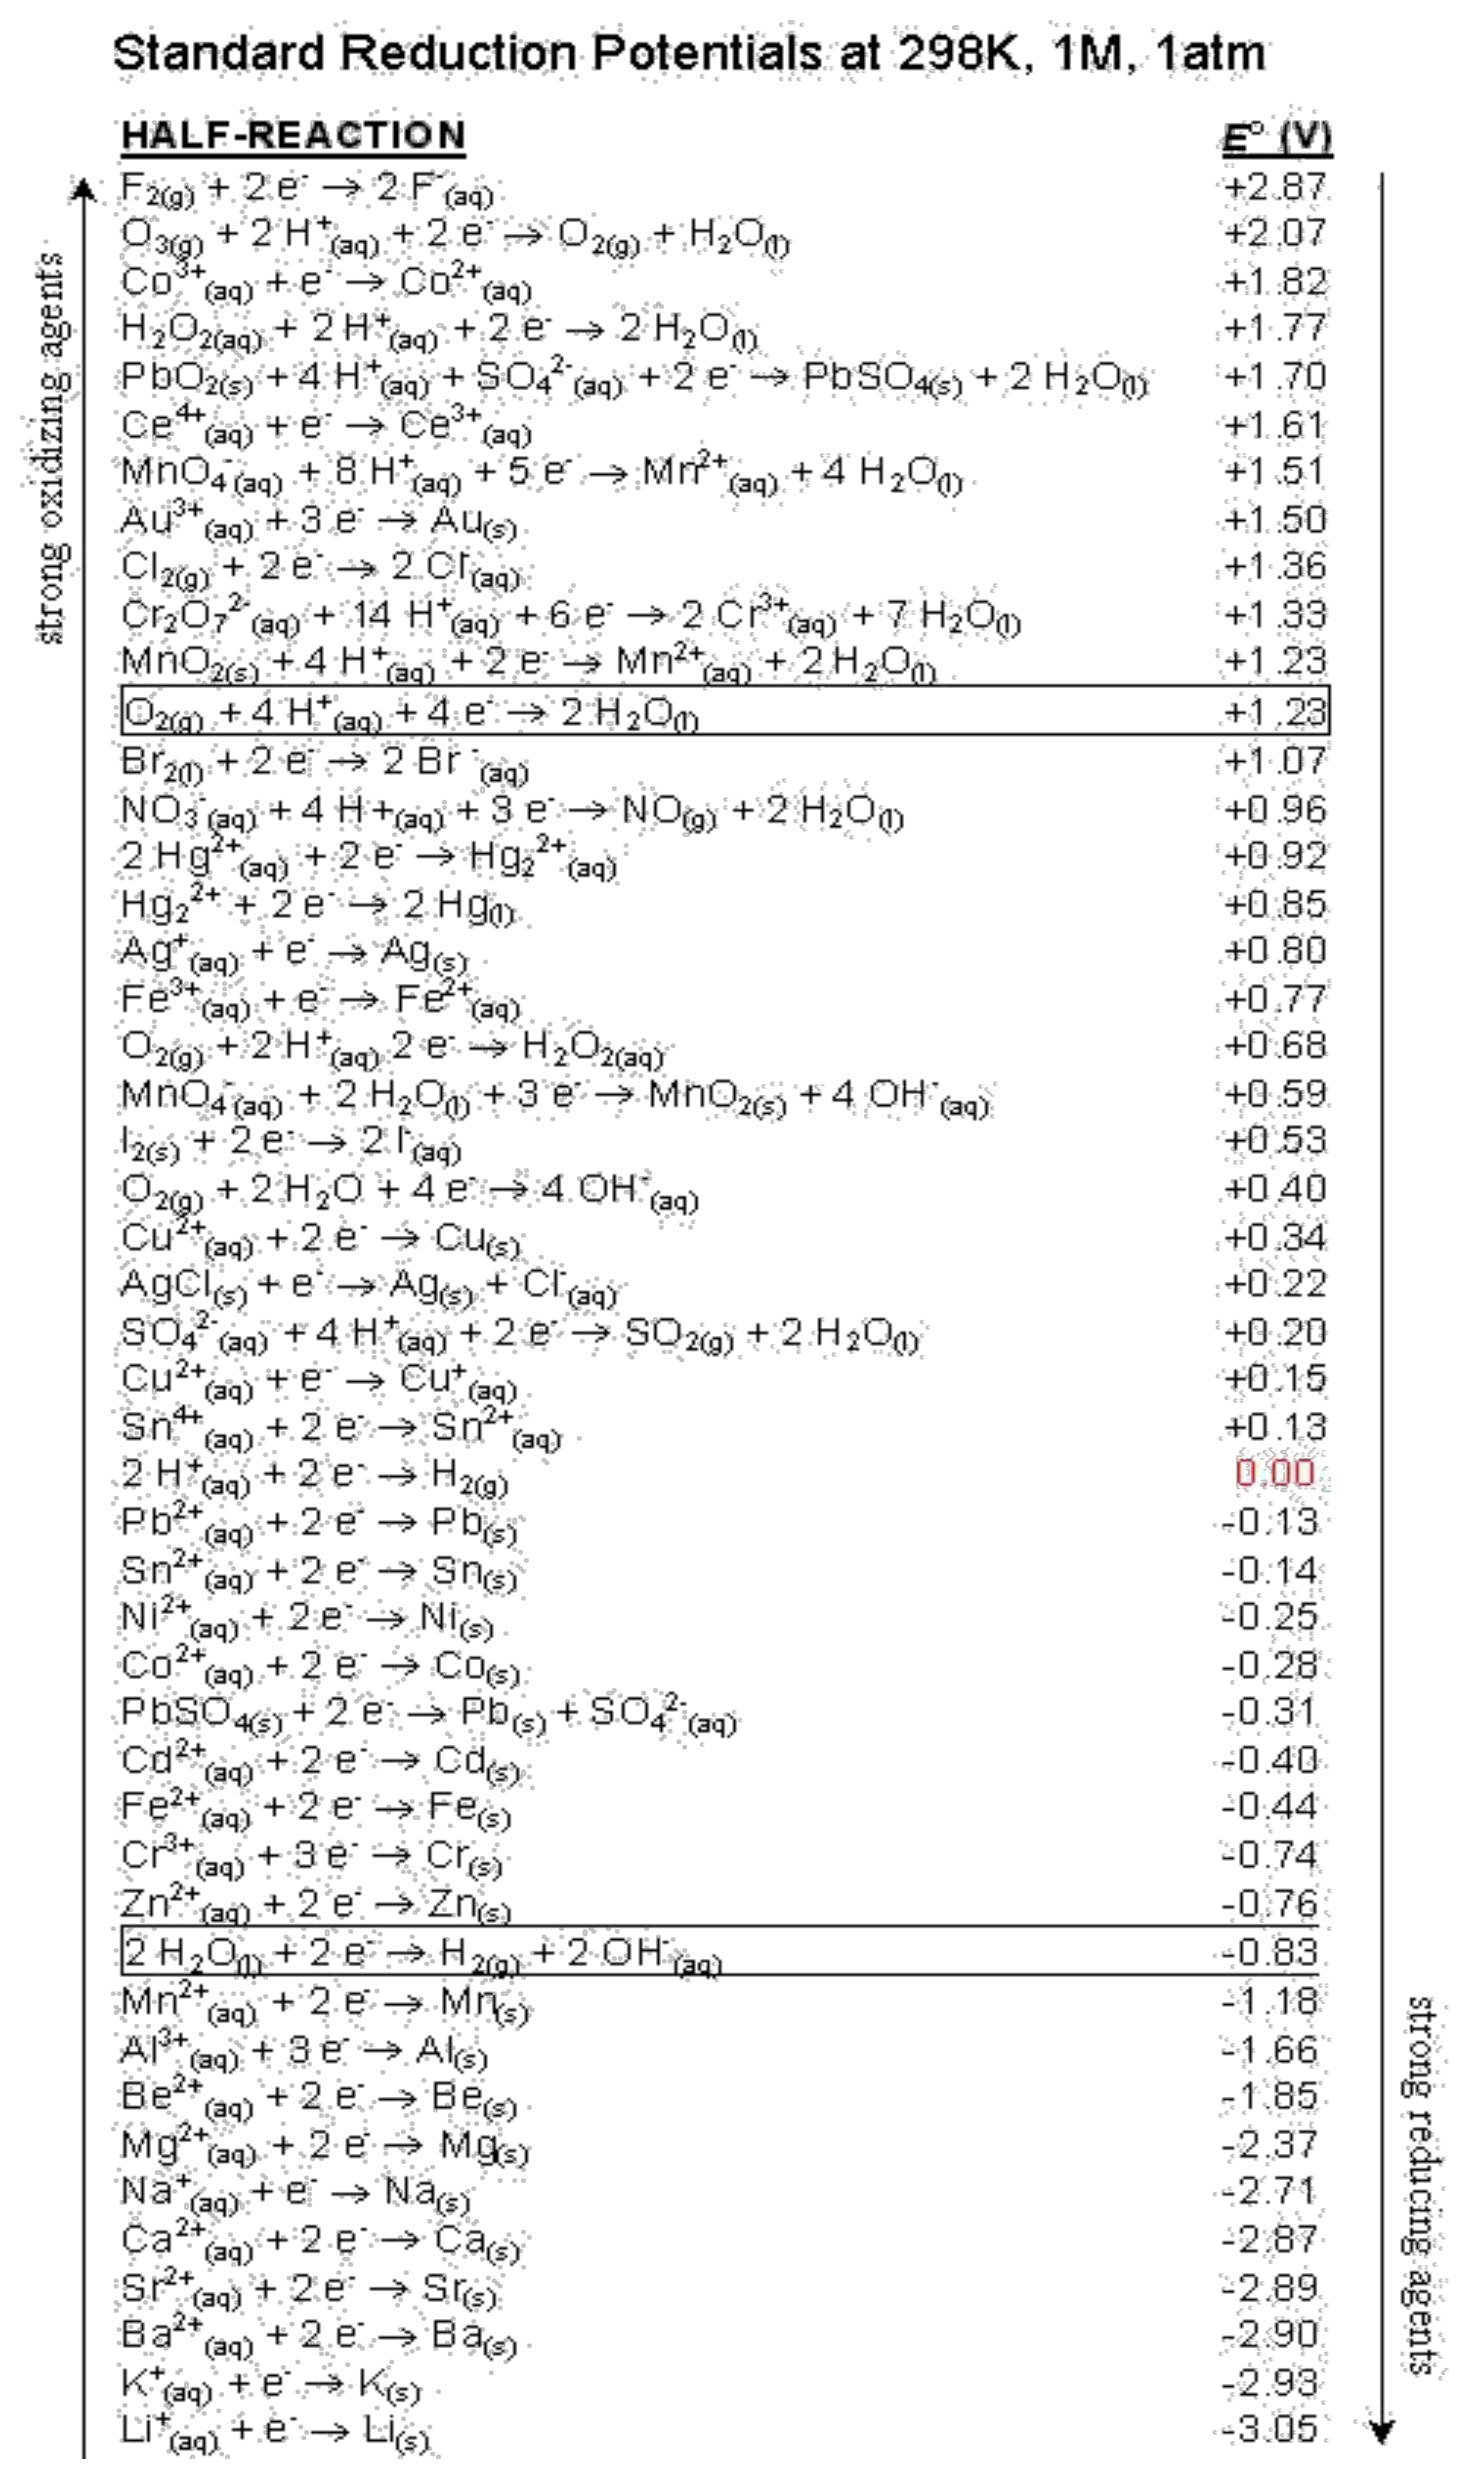 Standard Reduction Potentials at 298K, 1M, 1atm
HALF-REACTION E° (V)
strong oxidizing agents
F₂(g) + 2 e⁻ → 2 F⁻(aq) +2.87
O₃(g) + 2 H⁺(aq) + 2 e⁻ → O₂(g) + H₂O(l) +2.07
Co³⁺(aq) + e⁻ → Co²⁺(aq) +1.82
H₂O₂(aq) + 2 H⁺(aq) + 2 e⁻ → 2 H₂O(l) +1.77
PbO₂(s) + 4 H⁺(aq) + SO₄²⁻(aq) + 2 e⁻ → PbSO₄(s) + 2 H₂O(l) +1.70
Ce⁴⁺(aq) + e⁻ → Ce³⁺(aq) +1.61
MnO₄⁻(aq) + 8 H⁺(aq) + 5 e⁻ → Mn²⁺(aq) + 4 H₂O(l) +1.51
Au³⁺(aq) + 3 e⁻ → Au(s) +1.50
Cl₂(g) + 2 e⁻ → 2 Cl⁻(aq) +1.36
Cr₂O₇²⁻(aq) + 14 H⁺(aq) + 6 e⁻ → 2 Cr³⁺(aq) + 7 H₂O(l) +1.33
MnO₂(s) + 4 H⁺(aq) + 2 e⁻ → Mn²⁺(aq) + 2 H₂O(l) +1.23
O₂(g) + 4 H⁺(aq) + 4 e⁻ → 2 H₂O(l) +1.23
Br₂(l) + 2 e⁻ → 2 Br⁻(aq) +1.07
NO₃⁻(aq) + 4 H+(aq) + 3 e⁻ → NO(g) + 2 H₂O(l) +0.96
2 Hg²⁺(aq) + 2 e⁻ → Hg₂²⁺(aq) +0.92
Hg₂²⁺ + 2 e⁻ → 2 Hg(l) +0.85
Ag⁺(aq) + e⁻ → Ag(s) +0.80
Fe³⁺(aq) + e⁻ → Fe²⁺(aq) +0.77
O₂(g) + 2 H⁺(aq) 2 e⁻ → H₂O₂(aq) +0.68
MnO₄⁻(aq) + 2 H₂O(l) + 3 e⁻ → MnO₂(s) + 4 OH⁻(aq) +0.59
I₂(s) + 2 e⁻ → 2 I⁻(aq) +0.53
O₂(g) + 2 H₂O + 4 e⁻ → 4 OH⁻(aq) +0.40
Cu²⁺(aq) + 2 e⁻ → Cu(s) +0.34
AgCl(s) + e⁻ → Ag(s) + Cl⁻(aq) +0.22
SO₄²⁻(aq) + 4 H⁺(aq) + 2 e⁻ → SO₂(g) + 2 H₂O(l) +0.20
Cu²⁺(aq) + e⁻ → Cu⁺(aq) +0.15
Sn⁴⁺(aq) + 2 e⁻ → Sn²⁺(aq) +0.13
2 H⁺(aq) + 2 e⁻ → H₂(g) 0.00
Pb²⁺(aq) + 2 e⁻ → Pb(s) -0.13
Sn²⁺(aq) + 2 e⁻ → Sn(s) -0.14
Ni²⁺(aq) + 2 e⁻ → Ni(s) -0.25
Co²⁺(aq) + 2 e⁻ → Co(s) -0.28
PbSO₄(s) + 2 e⁻ → Pb(s) + SO₄²⁻(aq) -0.31
Cd²⁺(aq) + 2 e⁻ → Cd(s) -0.40
Fe²⁺(aq) + 2 e⁻ → Fe(s) -0.44
Cr³⁺(aq) + 3 e⁻ → Cr(s) -0.74
Zn²⁺(aq) + 2 e⁻ → Zn(s) -0.76
2 H₂O(l) + 2 e⁻ → H₂(g) + 2 OH⁻(aq) -0.83
Mn²⁺(aq) + 2 e⁻ → Mn(s) -1.18
Al³⁺(aq) + 3 e⁻ → Al(s) -1.66
Be²⁺(aq) + 2 e⁻ → Be(s) -1.85
Mg²⁺(aq) + 2 e⁻ → Mg(s) -2.37
Na⁺(aq) + e⁻ → Na(s) -2.71
Ca²⁺(aq) + 2 e⁻ → Ca(s) -2.87
Sr²⁺(aq) + 2 e⁻ → Sr(s) -2.89
Ba²⁺(aq) + 2 e⁻ → Ba(s) -2.90
K⁺(aq) + e⁻ → K(s) -2.93
Li⁺(aq) + e⁻ → Li(s) -3.05
strong reducing agents